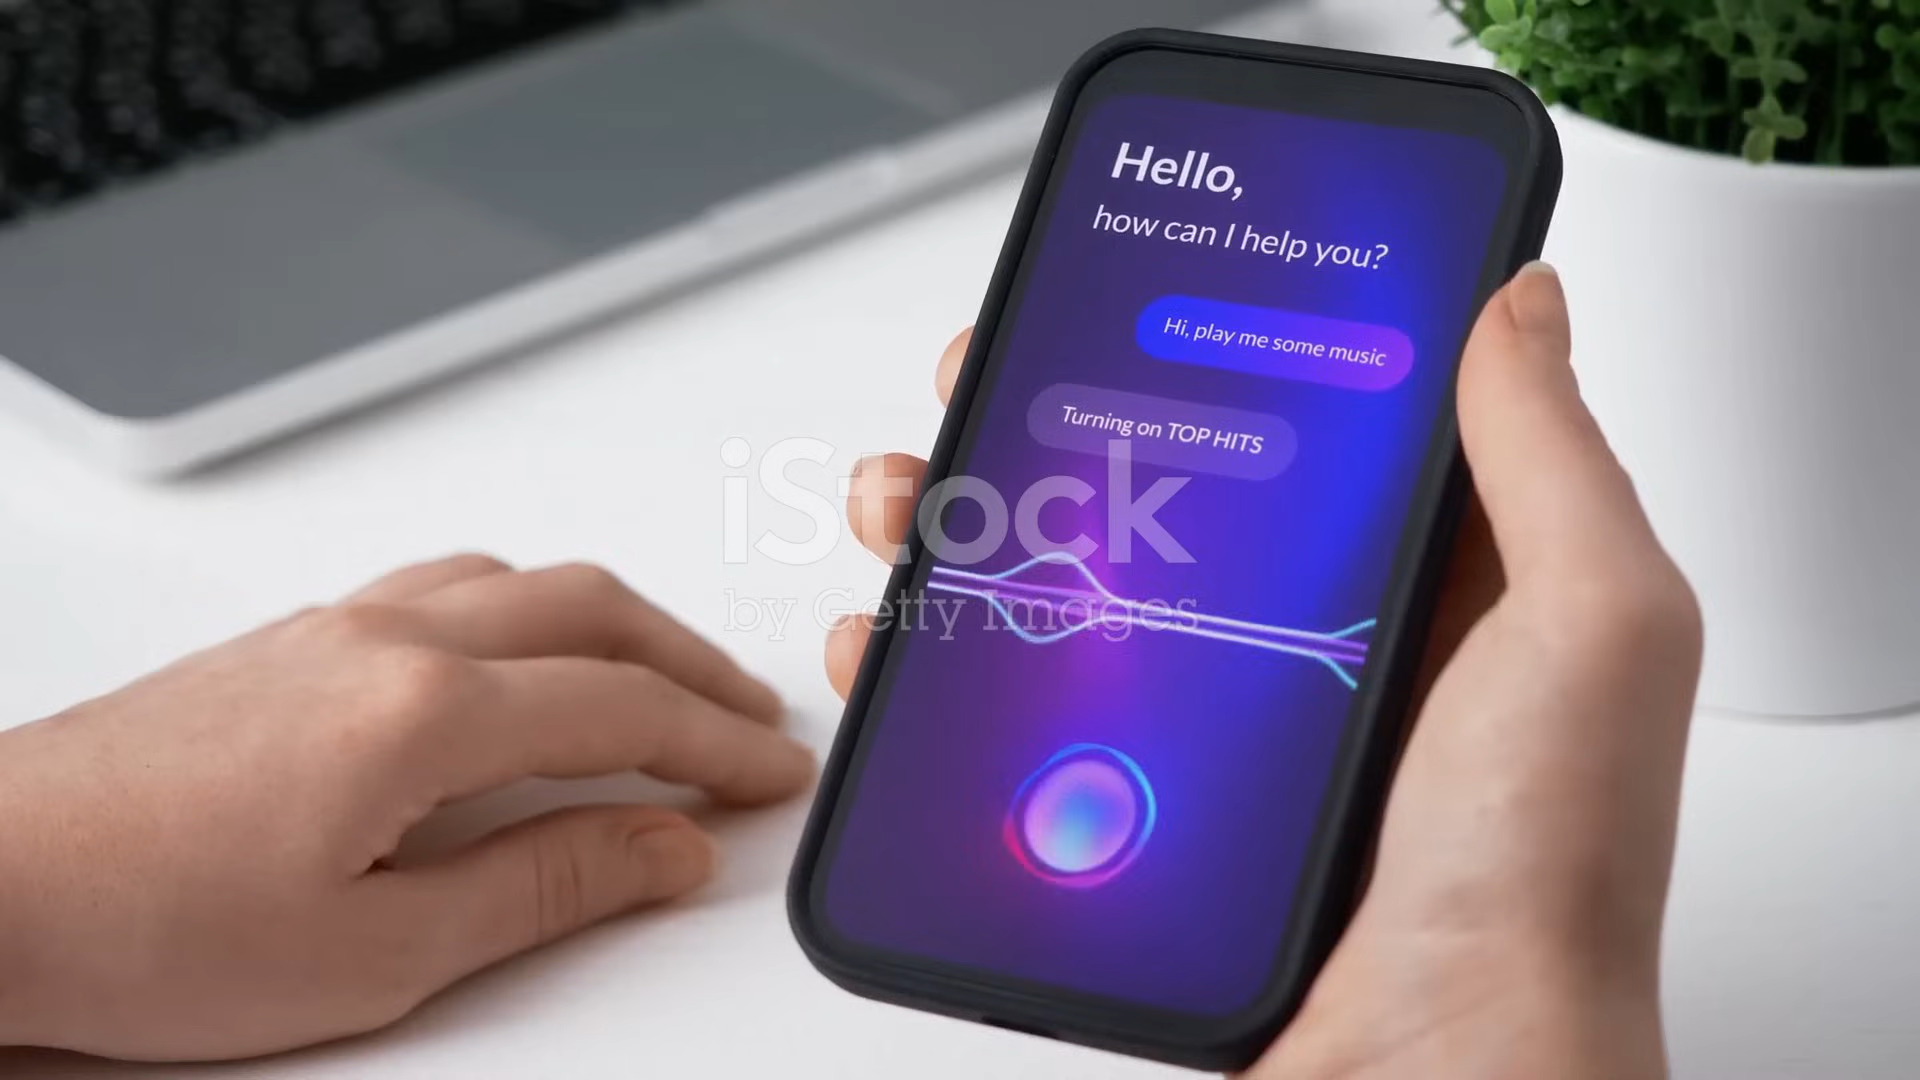 Hello,
how can I help you?
Hi, play me some music
Turning on TOP HITS
iStock
by Getty Images